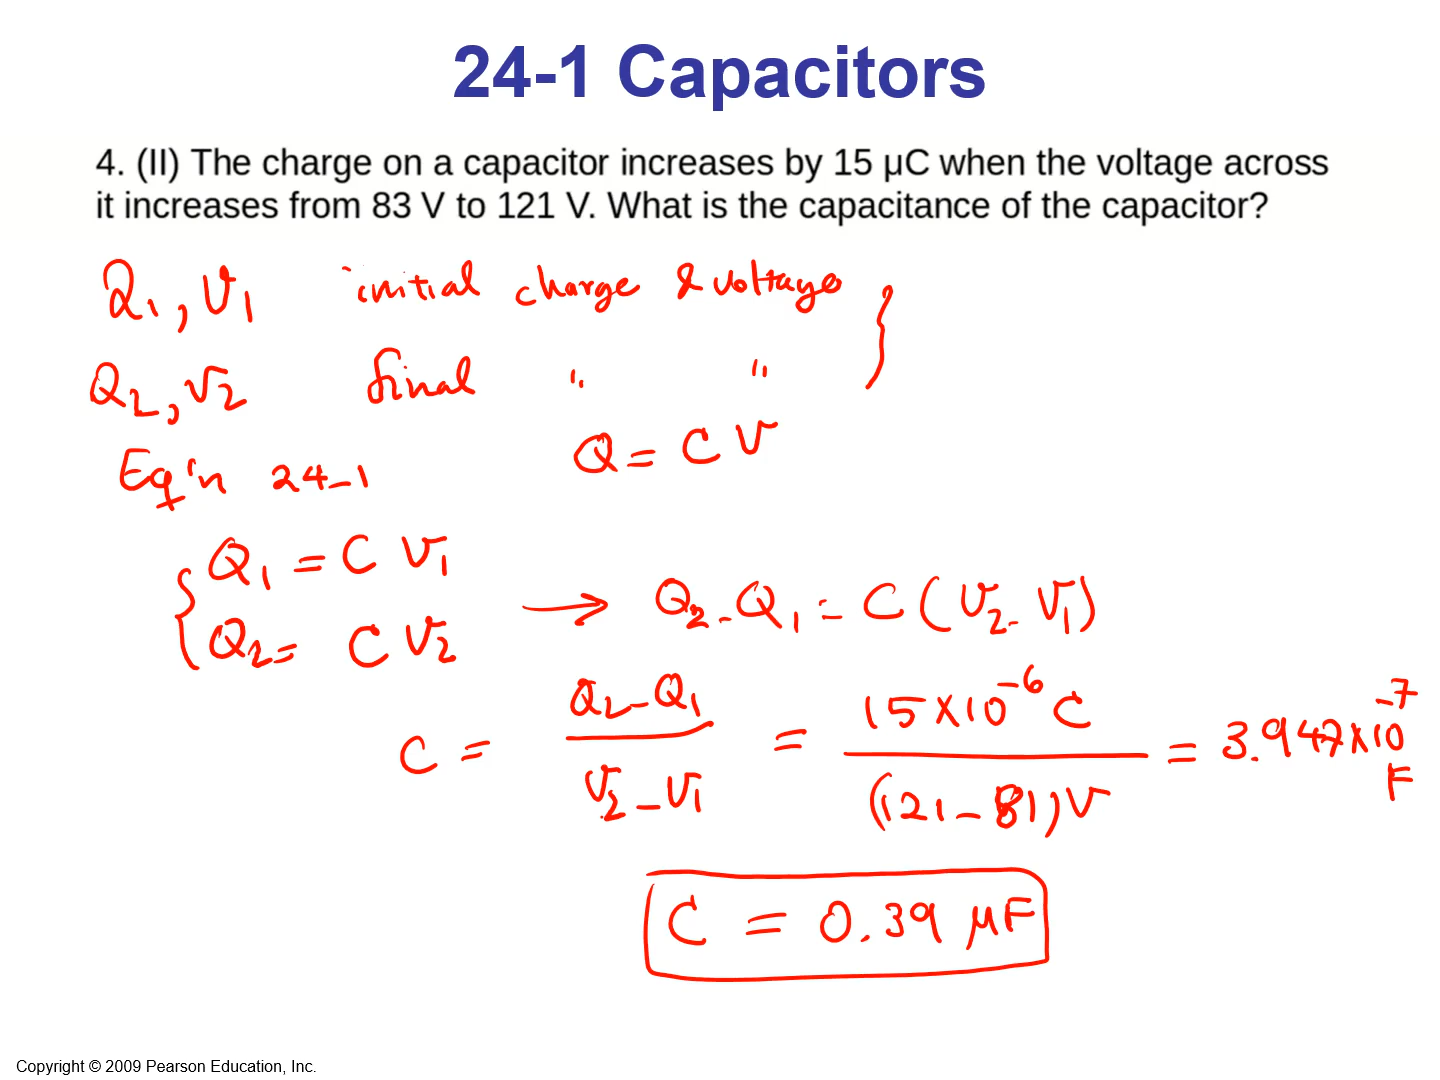 24-1 Capacitors
4. (II) The charge on a capacitor increases by 15 μC when the voltage across
it increases from 83 V to 121 V. What is the capacitance of the capacitor?
Q₁, V₁ initial charge & voltage }
Q₂, V₂ final " "
Eq'n 24-1 Q = C V
{ Q₁ = C V₁
Q₂ = C V₂ → Q₂ - Q₁ = C (V₂ - V₁)
C = (Q₂ - Q₁) / (V₂ - V₁) = 15 × 10⁻⁶ C / (121 - 81) V = 3.947 × 10⁻⁷ F
C = 0.39 μF
Copyright © 2009 Pearson Education, Inc.